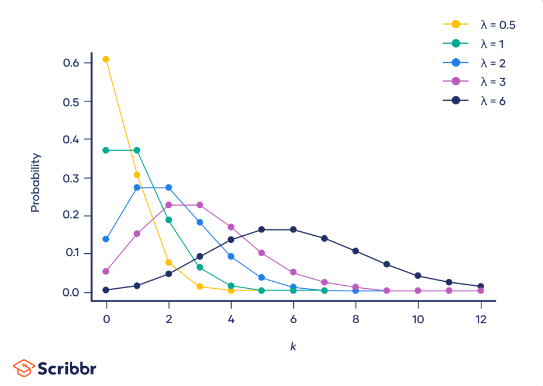 λ = 0.5
λ = 1
λ = 2
λ = 3
λ = 6
0.6
0.5
0.4
0.3
0.2
0.1
0.0
Probability
0 2 4 6 8 10 12
k
Scribbr